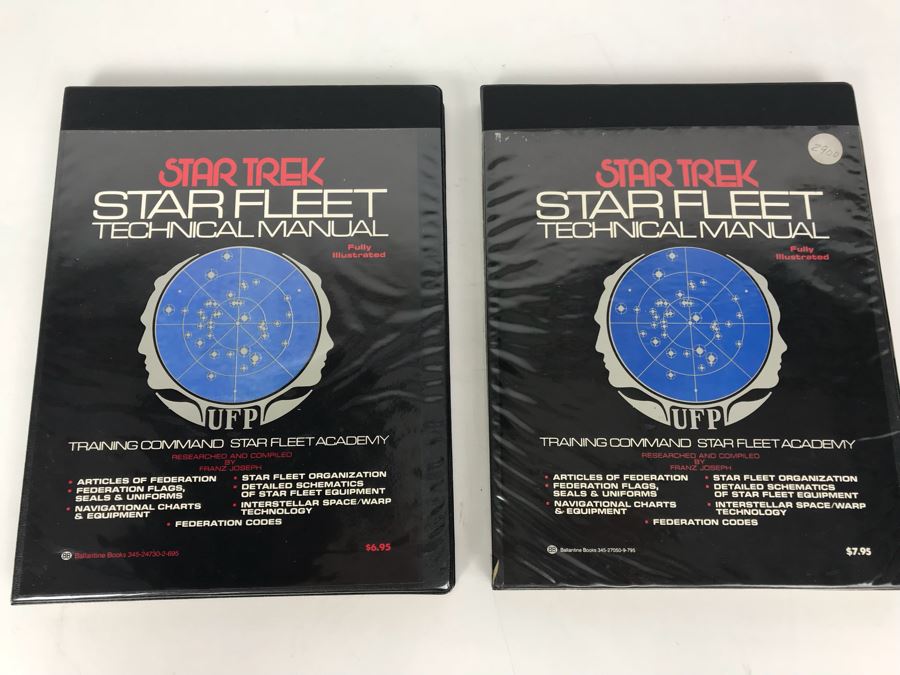 STAR TREK
STAR FLEET
TECHNICAL MANUAL
Fully
Illustrated
UFP
TRAINING COMMAND STAR FLEET ACADEMY
RESEARCHED AND COMPILED
BY
FRANZ JOSEPH
• ARTICLES OF FEDERATION
• FEDERATION FLAGS,
SEALS & UNIFORMS
• NAVIGATIONAL CHARTS
& EQUIPMENT
• STAR FLEET ORGANIZATION
• DETAILED SCHEMATICS
OF STAR FLEET EQUIPMENT
• INTERSTELLAR SPACE/WARP
TECHNOLOGY
• FEDERATION CODES
BB Ballantine Books 345-24730-2-695
$6.95
2900
STAR TREK
STAR FLEET
TECHNICAL MANUAL
Fully
Illustrated
UFP
TRAINING COMMAND STAR FLEET ACADEMY
RESEARCHED AND COMPILED
BY
FRANZ JOSEPH
• ARTICLES OF FEDERATION
• FEDERATION FLAGS,
SEALS & UNIFORMS
• NAVIGATIONAL CHARTS
& EQUIPMENT
• STAR FLEET ORGANIZATION
• DETAILED SCHEMATICS
OF STAR FLEET EQUIPMENT
• INTERSTELLAR SPACE/WARP
TECHNOLOGY
• FEDERATION CODES
BB Ballantine Books 345-27050-9-795
$7.95